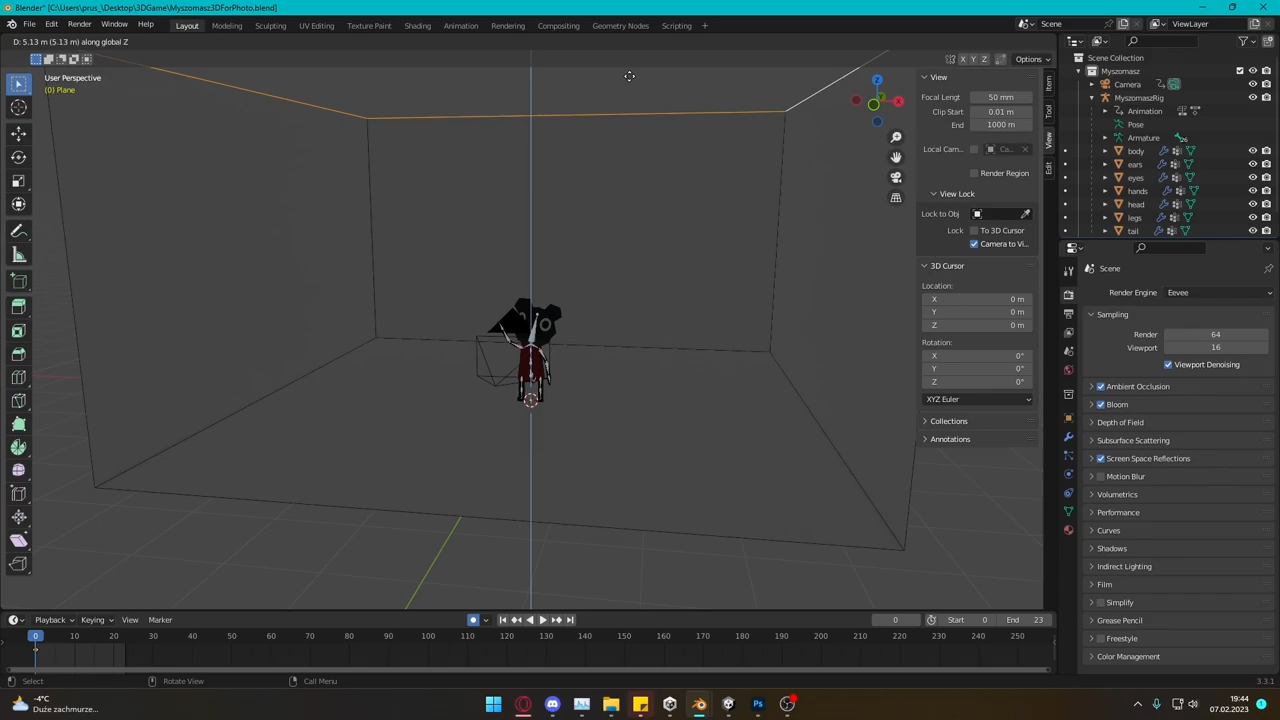 Blender* [C:\Users\prus_\Desktop\3DGame\Myszomasz3DForPhoto.blend]
File Edit Render Window Help Layout Modeling Sculpting UV Editing Texture Paint Shading Animation Rendering Compositing Geometry Nodes Scripting + Scene ViewLayer
D: 5.13 m (5.13 m) along global Z
X Y Z Options
User Perspective
(0) Plane
View
Focal Lengt 50 mm
Clip Start 0.01 m
End 1000 m
Local Cam... Ca...
Render Region
View Lock
Lock to Obj
Lock To 3D Cursor
Camera to Vi...
3D Cursor
Location:
X 0 m
Y 0 m
Z 0 m
Rotation:
X 0°
Y 0°
Z 0°
XYZ Euler
Collections
Annotations
Item
Tool
View
Edit
Z
X
Scene Collection
Myszomasz
Camera
MyszomaszRig
Animation
Pose
Armature
body
ears
eyes
hands
head
legs
tail
Scene
Render Engine Eevee
Sampling
Render 64
Viewport 16
Viewport Denoising
Ambient Occlusion
Bloom
Depth of Field
Subsurface Scattering
Screen Space Reflections
Motion Blur
Volumetrics
Performance
Curves
Shadows
Indirect Lighting
Film
Simplify
Grease Pencil
Freestyle
Color Management
Playback Keying View Marker 0 Start 0 End 23
0 10 20 30 40 50 60 70 80 90 100 110 120 130 140 150 160 170 180 190 200 210 220 230 240 250
Select Rotate View Call Menu 3.3.1
-4°C
Duże zachmurze...
19:44
07.02.2023